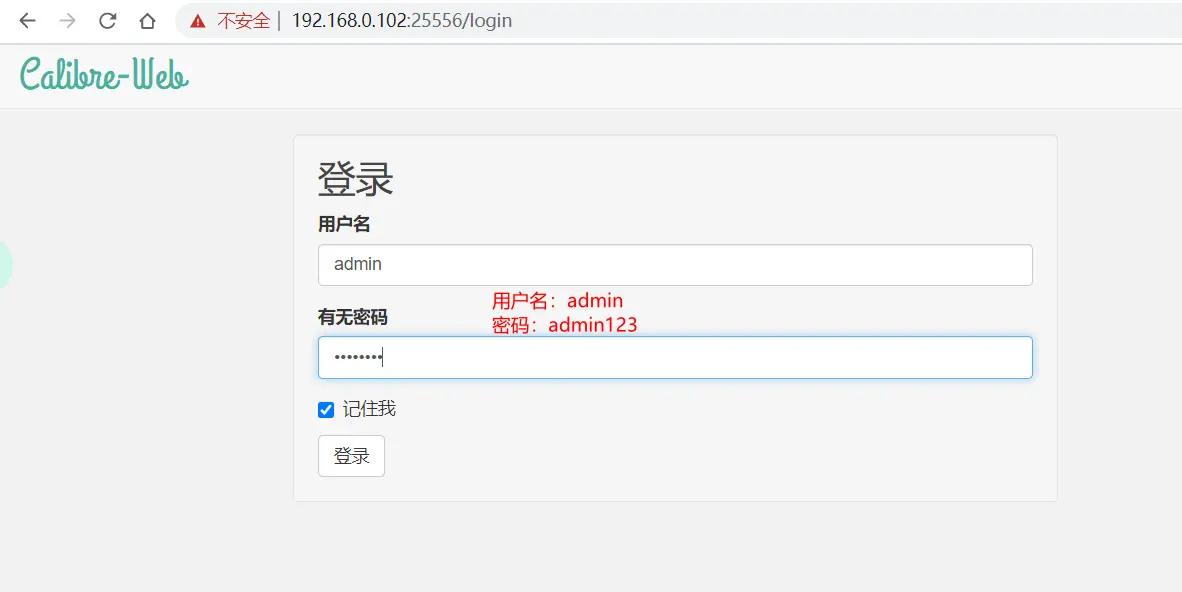 不安全 | 192.168.0.102:25556/login
Calibre-Web
登录
用户名
admin
用户名：admin
有无密码
密码：admin123
••••••••
记住我
登录